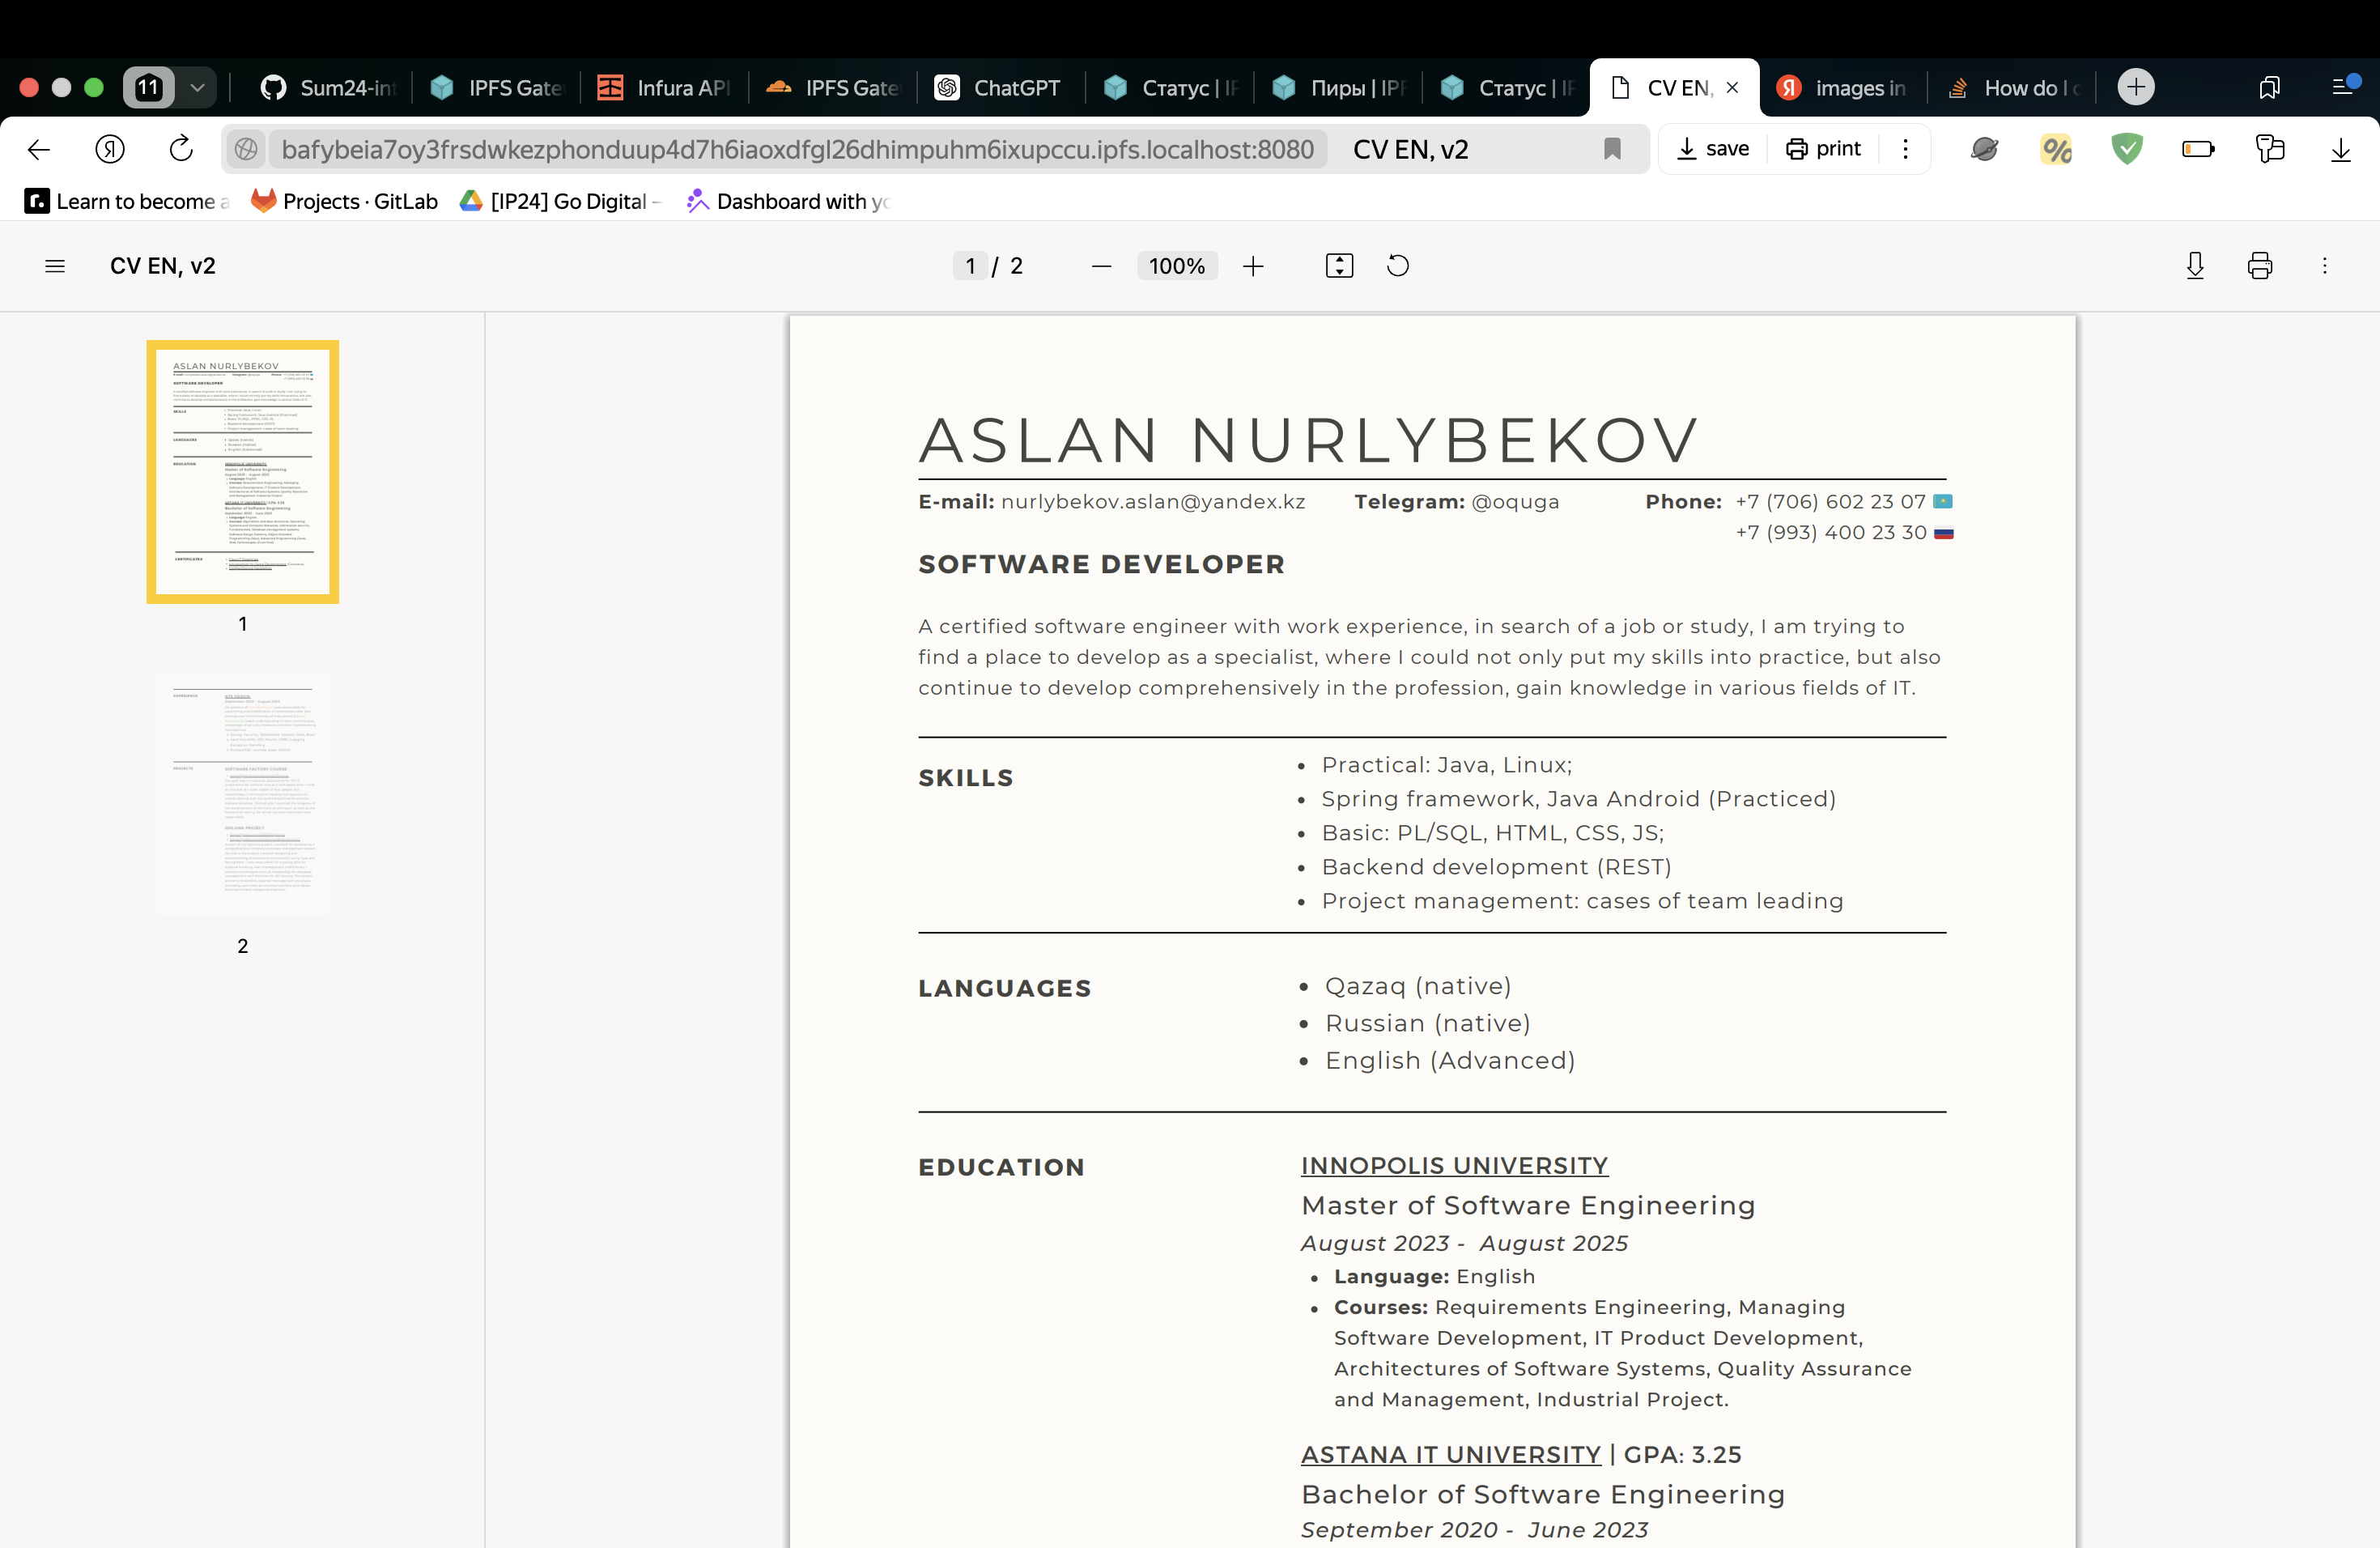 11
Sum24-int
IPFS Gate
Infura API
IPFS Gate
ChatGPT
Статус | IP
Пиры | IPF
Статус | IP
CV EN,
images in
How do I c
bafybeia7oy3frsdwkezphonduup4d7h6iaoxdfgl26dhimpuhm6ixupccu.ipfs.localhost:8080
CV EN, v2
save
print
Learn to become a
Projects · GitLab
[IP24] Go Digital –
Dashboard with yo
CV EN, v2
1 / 2
100%
1
2
ASLAN NURLYBEKOV
E-mail: nurlybekov.aslan@yandex.kz Telegram: @oquga Phone: +7 (706) 602 23 07
+7 (993) 400 23 30
SOFTWARE DEVELOPER
A certified software engineer with work experience, in search of a job or study, I am trying to
find a place to develop as a specialist, where I could not only put my skills into practice, but also
continue to develop comprehensively in the profession, gain knowledge in various fields of IT.
SKILLS
• Practical: Java, Linux;
• Spring framework, Java Android (Practiced)
• Basic: PL/SQL, HTML, CSS, JS;
• Backend development (REST)
• Project management: cases of team leading
LANGUAGES
• Qazaq (native)
• Russian (native)
• English (Advanced)
EDUCATION
INNOPOLIS UNIVERSITY
Master of Software Engineering
August 2023 - August 2025
• Language: English
• Courses: Requirements Engineering, Managing
Software Development, IT Product Development,
Architectures of Software Systems, Quality Assurance
and Management, Industrial Project.
ASTANA IT UNIVERSITY | GPA: 3.25
Bachelor of Software Engineering
September 2020 - June 2023